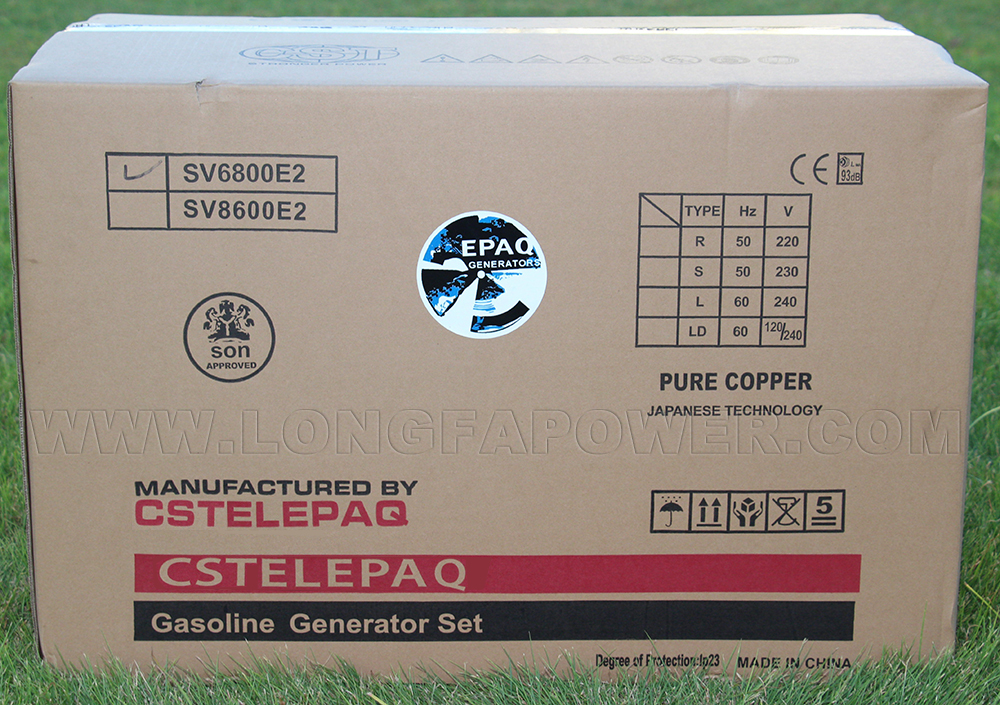 STRONGER POWER
SV6800E2
SV8600E2
CE
93dB
EPAQ
GENERATORS
TYPE Hz V
R 50 220
S 50 230
L 60 240
LD 60 120/240
son
APPROVED
PURE COPPER
JAPANESE TECHNOLOGY
WWW.LONGFAPOWER.COM
MANUFACTURED BY
CSTELEPAQ
5
CSTELEPAQ
Gasoline Generator Set
Degree of Protection:Ip23 MADE IN CHINA